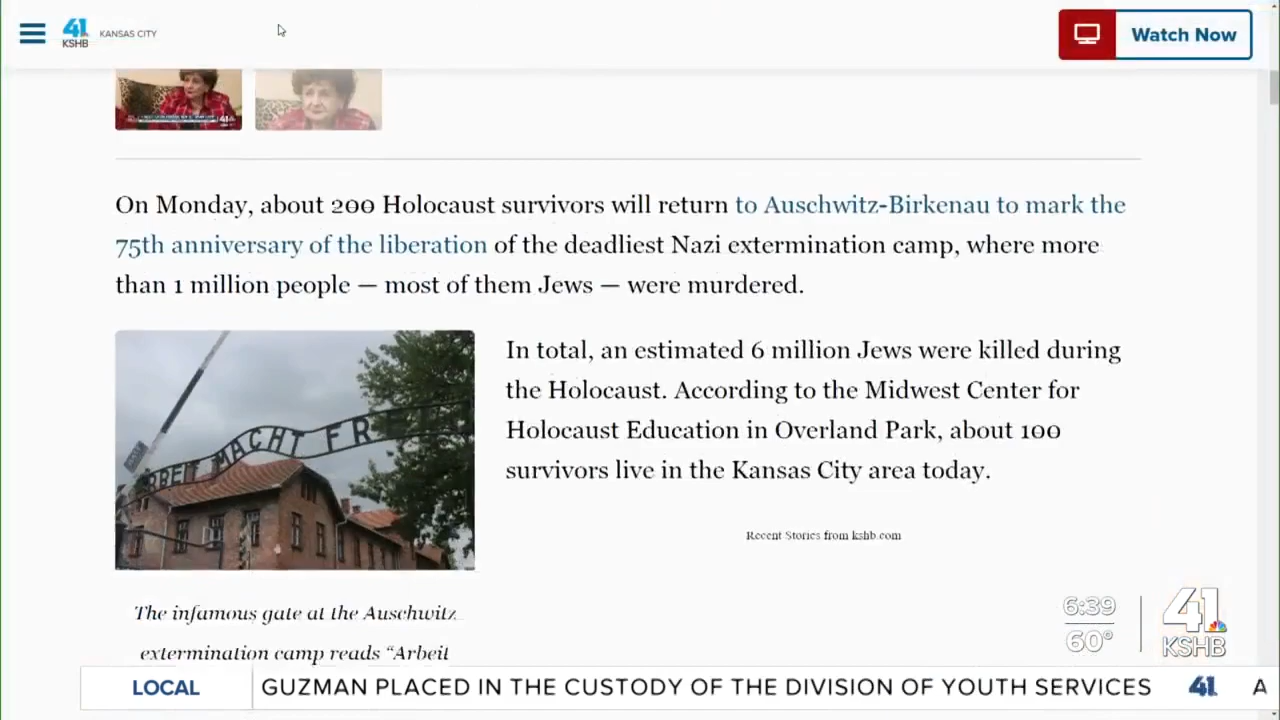 41
KSHB
KANSAS CITY
Watch Now
On Monday, about 200 Holocaust survivors will return to Auschwitz-Birkenau to mark the
75th anniversary of the liberation of the deadliest Nazi extermination camp, where more
than 1 million people — most of them Jews — were murdered.
ARBEIT MACHT FR
In total, an estimated 6 million Jews were killed during
the Holocaust. According to the Midwest Center for
Holocaust Education in Overland Park, about 100
survivors live in the Kansas City area today.
Recent Stories from kshb.com
The infamous gate at the Auschwitz
extermination camp reads “Arbeit
6:39
60°
41
KSHB
LOCAL
GUZMAN PLACED IN THE CUSTODY OF THE DIVISION OF YOUTH SERVICES
41
A